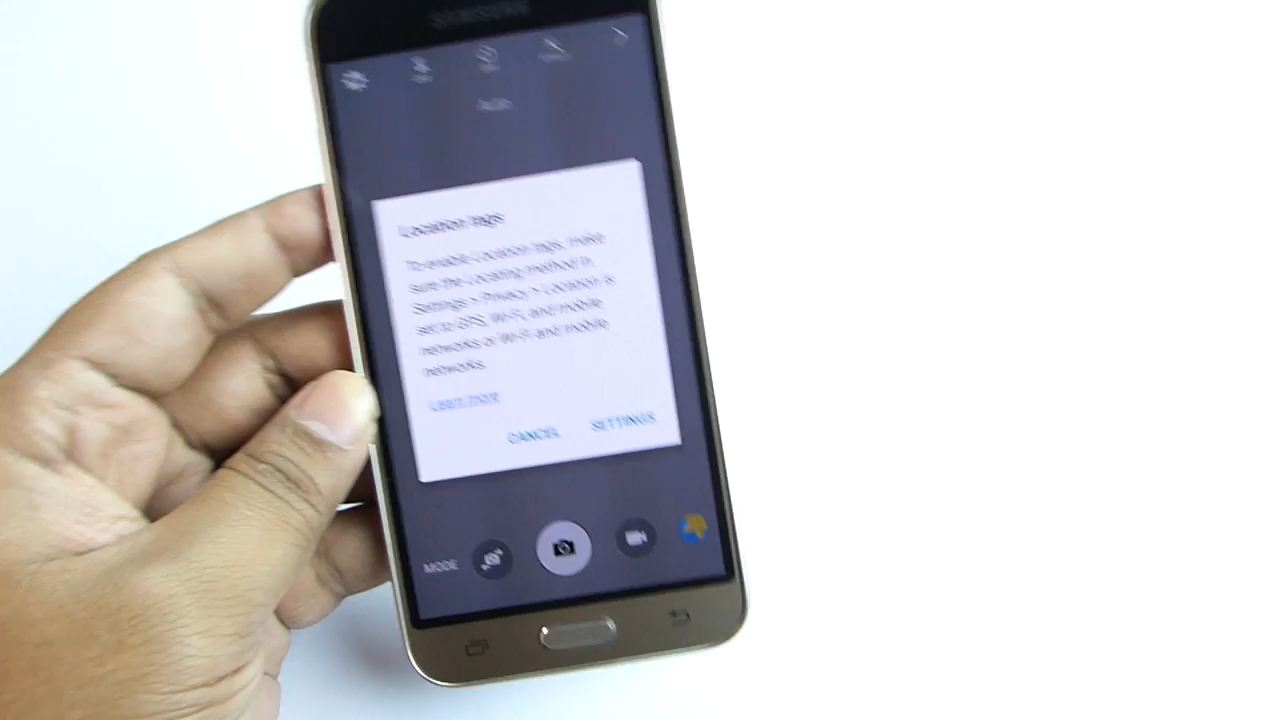 SAMSUNG
Auto
Location tags
To enable Location tags, make
sure the Locating method in
Settings > Privacy > Location is
set to GPS, Wi-Fi, and mobile
networks or Wi-Fi and mobile
networks.
Learn more
CANCEL SETTINGS
MODE